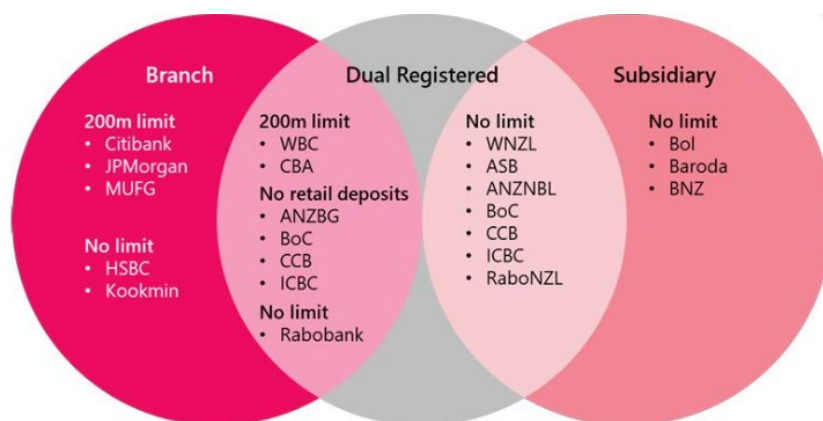 Branch
200m limit
• Citibank
• JPMorgan
• MUFG
No limit
• HSBC
• Kookmin
Dual Registered
200m limit
• WBC
• CBA
No retail deposits
• ANZBG
• BoC
• CCB
• ICBC
No limit
• Rabobank
No limit
• WNZL
• ASB
• ANZNBL
• BoC
• CCB
• ICBC
• RaboNZL
Subsidiary
No limit
• BoI
• Baroda
• BNZ